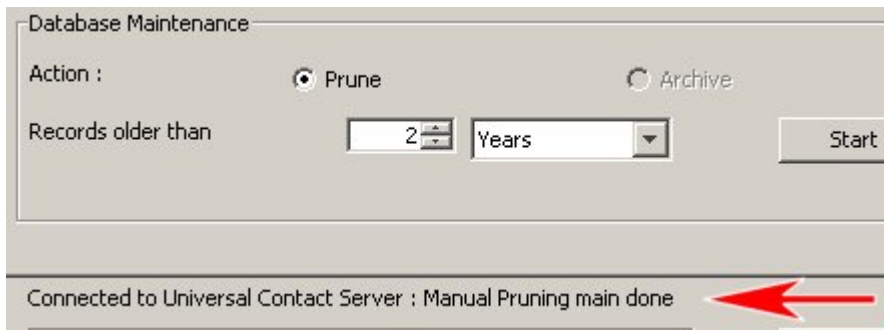 Database Maintenance
Action :
Prune
Archive
Records older than
2
Years
Start
Connected to Universal Contact Server : Manual Pruning main done